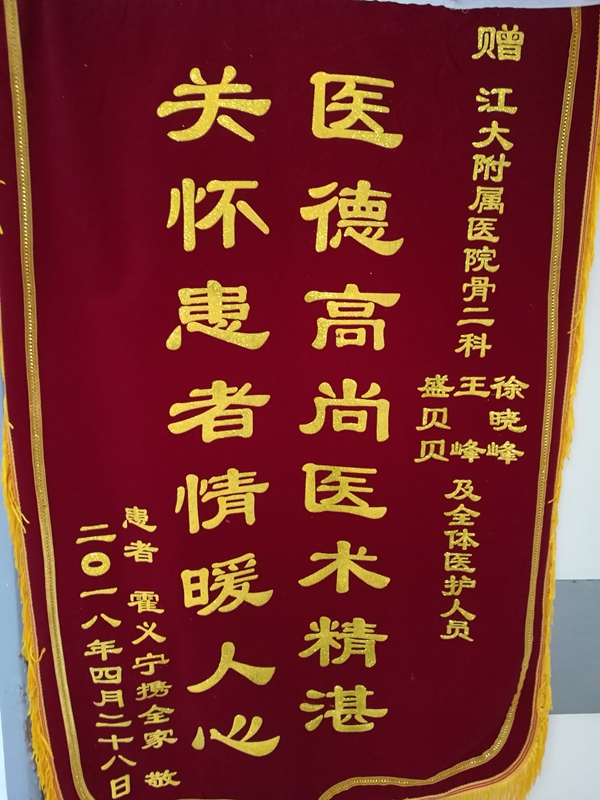 赠
江大附属医院骨二科
徐晓峰
王峰
盛贝贝
及全体医护人员
医德高尚医术精湛
关怀患者情暖人心
患者 霍义宁携全家 敬
二〇一八年四月二十八日